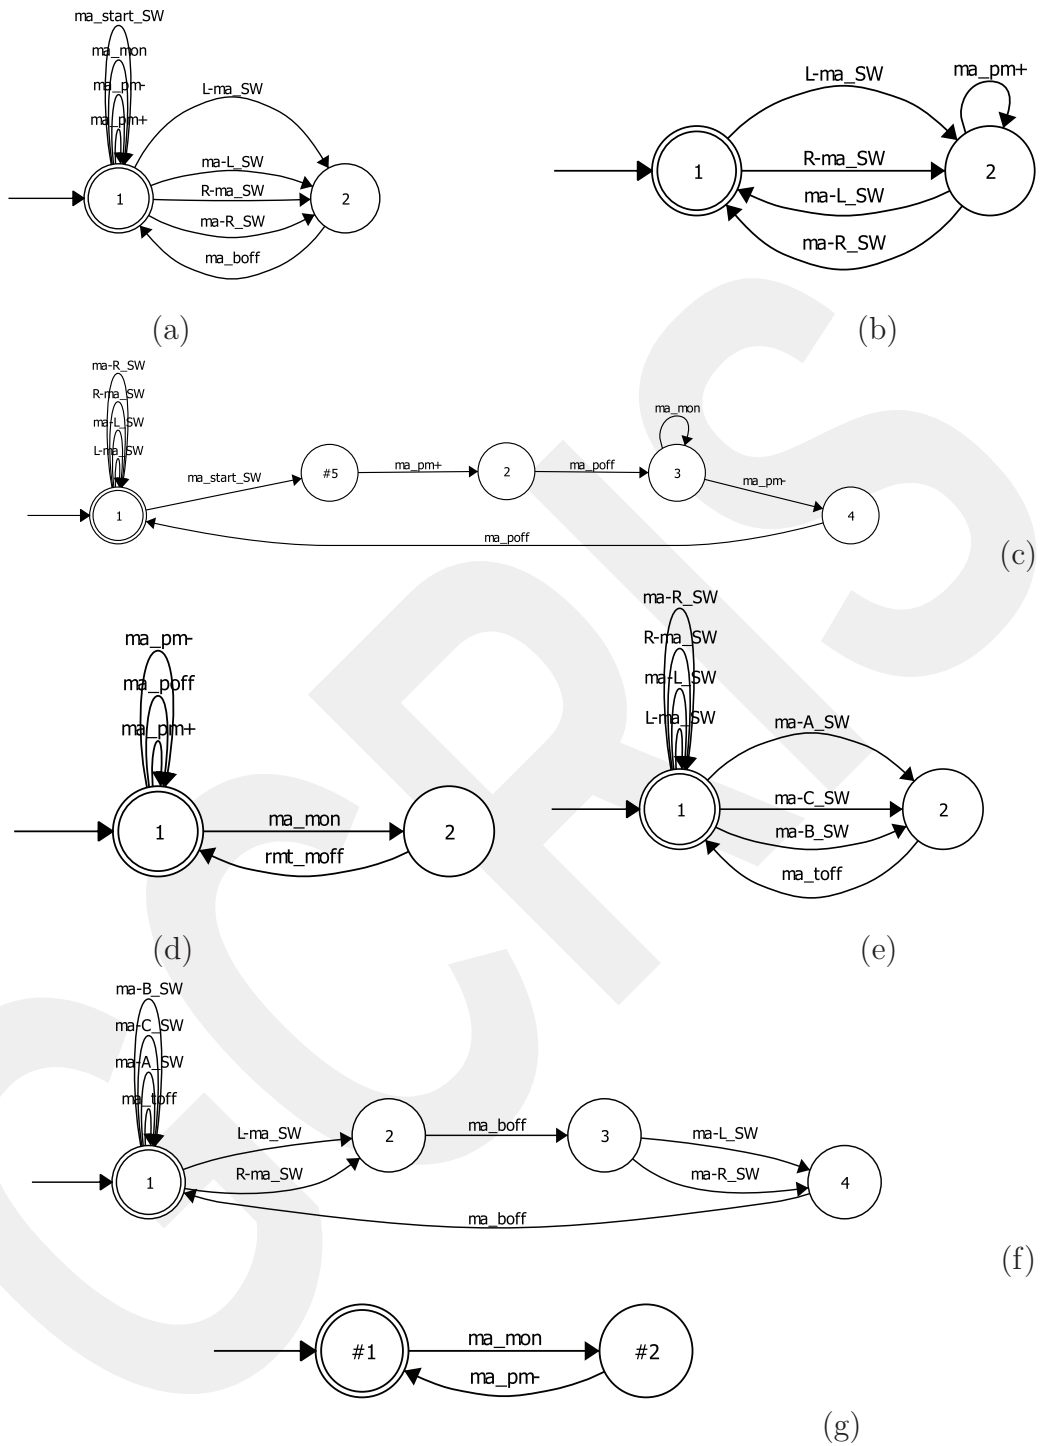 ma_start_SW
ma_mon
ma_pm-
ma_pm+
L-ma_SW
ma-L_SW
R-ma_SW
ma-R_SW
ma_boff
1
2
(a)
L-ma_SW
ma_pm+
R-ma_SW
ma-L_SW
ma-R_SW
1
2
(b)
ma-R_SW
R-ma_SW
ma-L_SW
L-ma_SW
ma_start_SW
#5
ma_pm+
2
ma_poff
ma_mon
3
ma_pm-
4
1
ma_poff
(c)
ma_pm-
ma_poff
ma_pm+
1
ma_mon
2
rmt_moff
(d)
ma-R_SW
R-ma_SW
ma-L_SW
L-ma_SW
ma-A_SW
ma-C_SW
ma-B_SW
1
2
ma_toff
(e)
ma-B_SW
ma-C_SW
ma-A_SW
ma_toff
L-ma_SW
R-ma_SW
1
2
ma_boff
3
ma-L_SW
ma-R_SW
4
ma_boff
(f)
#1
ma_mon
#2
ma_pm-
(g)
GCRIS